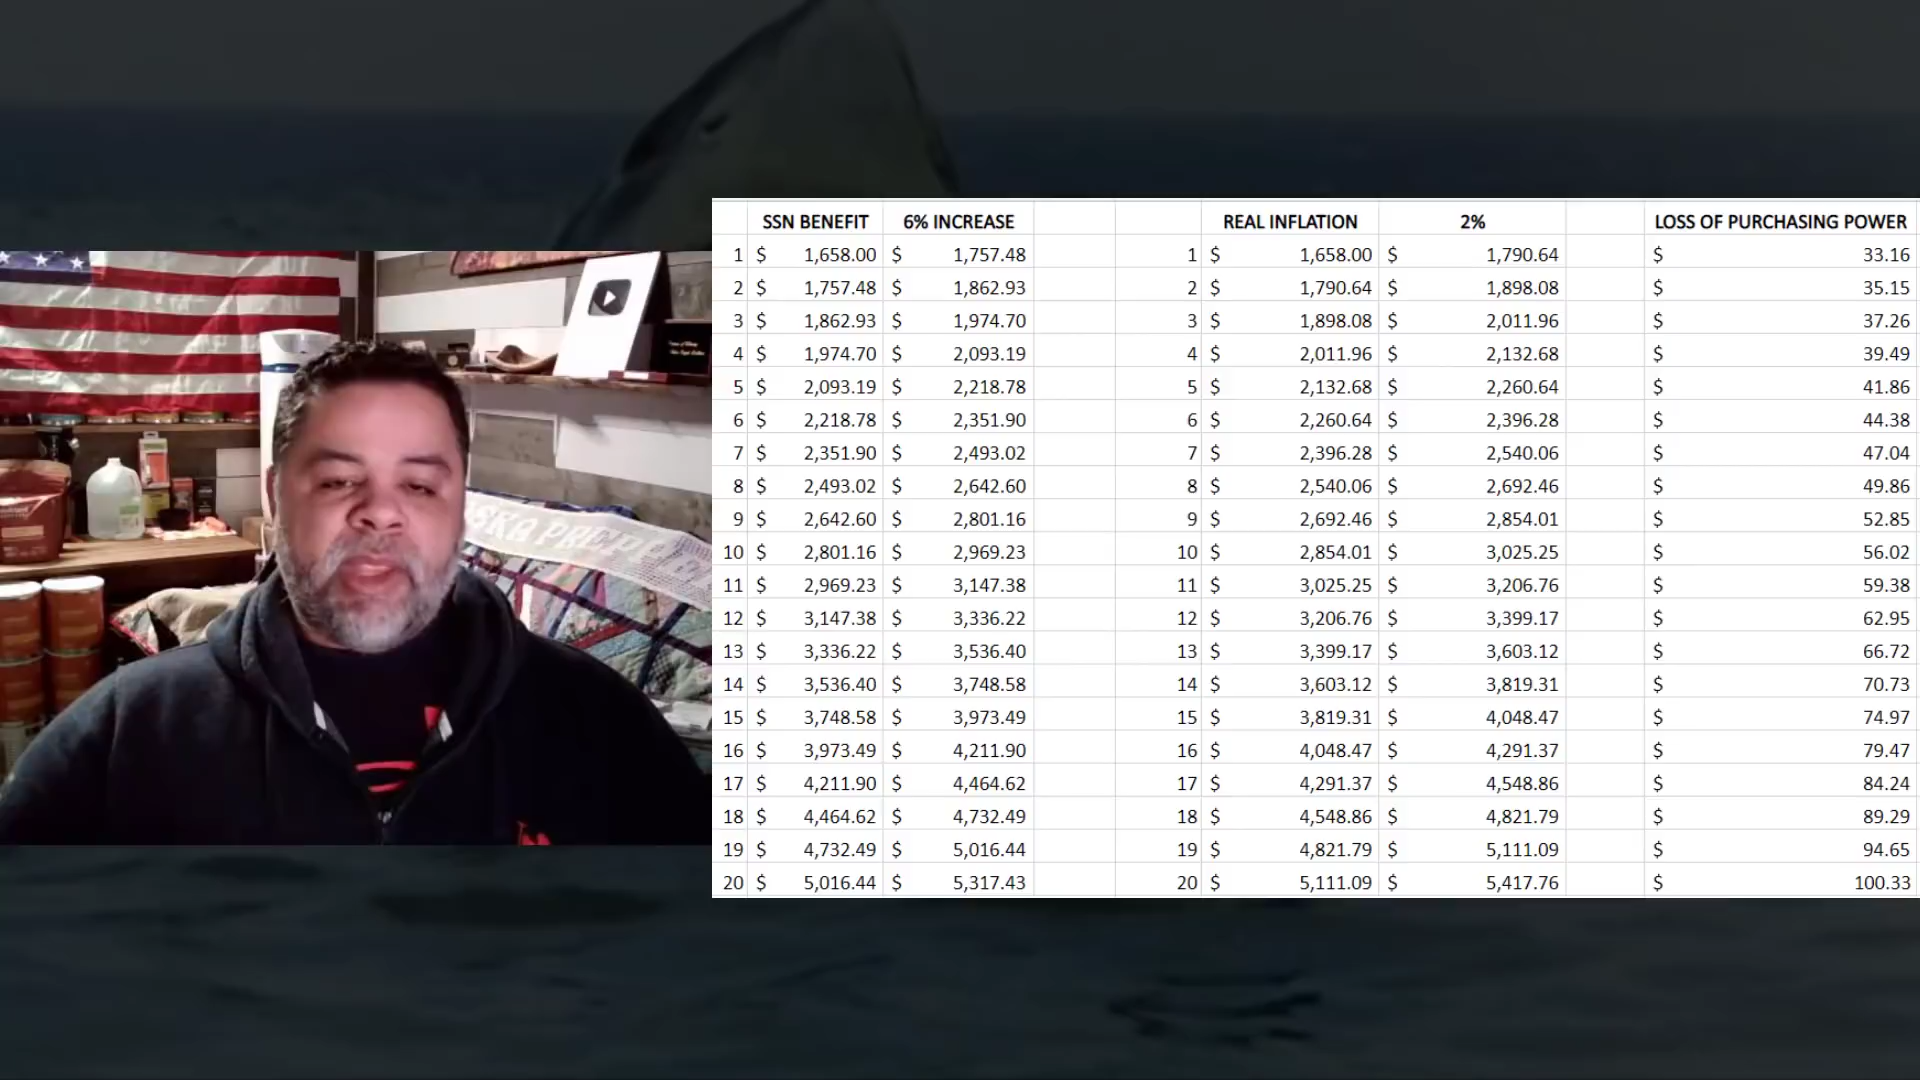 SSN BENEFIT 6% INCREASE REAL INFLATION 2% LOSS OF PURCHASING POWER
1 $ 1,658.00 $ 1,757.48 1 $ 1,658.00 $ 1,790.64 $ 33.16
2 $ 1,757.48 $ 1,862.93 2 $ 1,790.64 $ 1,898.08 $ 35.15
3 $ 1,862.93 $ 1,974.70 3 $ 1,898.08 $ 2,011.96 $ 37.26
4 $ 1,974.70 $ 2,093.19 4 $ 2,011.96 $ 2,132.68 $ 39.49
5 $ 2,093.19 $ 2,218.78 5 $ 2,132.68 $ 2,260.64 $ 41.86
6 $ 2,218.78 $ 2,351.90 6 $ 2,260.64 $ 2,396.28 $ 44.38
7 $ 2,351.90 $ 2,493.02 7 $ 2,396.28 $ 2,540.06 $ 47.04
8 $ 2,493.02 $ 2,642.60 8 $ 2,540.06 $ 2,692.46 $ 49.86
9 $ 2,642.60 $ 2,801.16 9 $ 2,692.46 $ 2,854.01 $ 52.85
10 $ 2,801.16 $ 2,969.23 10 $ 2,854.01 $ 3,025.25 $ 56.02
11 $ 2,969.23 $ 3,147.38 11 $ 3,025.25 $ 3,206.76 $ 59.38
12 $ 3,147.38 $ 3,336.22 12 $ 3,206.76 $ 3,399.17 $ 62.95
13 $ 3,336.22 $ 3,536.40 13 $ 3,399.17 $ 3,603.12 $ 66.72
14 $ 3,536.40 $ 3,748.58 14 $ 3,603.12 $ 3,819.31 $ 70.73
15 $ 3,748.58 $ 3,973.49 15 $ 3,819.31 $ 4,048.47 $ 74.97
16 $ 3,973.49 $ 4,211.90 16 $ 4,048.47 $ 4,291.37 $ 79.47
17 $ 4,211.90 $ 4,464.62 17 $ 4,291.37 $ 4,548.86 $ 84.24
18 $ 4,464.62 $ 4,732.49 18 $ 4,548.86 $ 4,821.79 $ 89.29
19 $ 4,732.49 $ 5,016.44 19 $ 4,821.79 $ 5,111.09 $ 94.65
20 $ 5,016.44 $ 5,317.43 20 $ 5,111.09 $ 5,417.76 $ 100.33